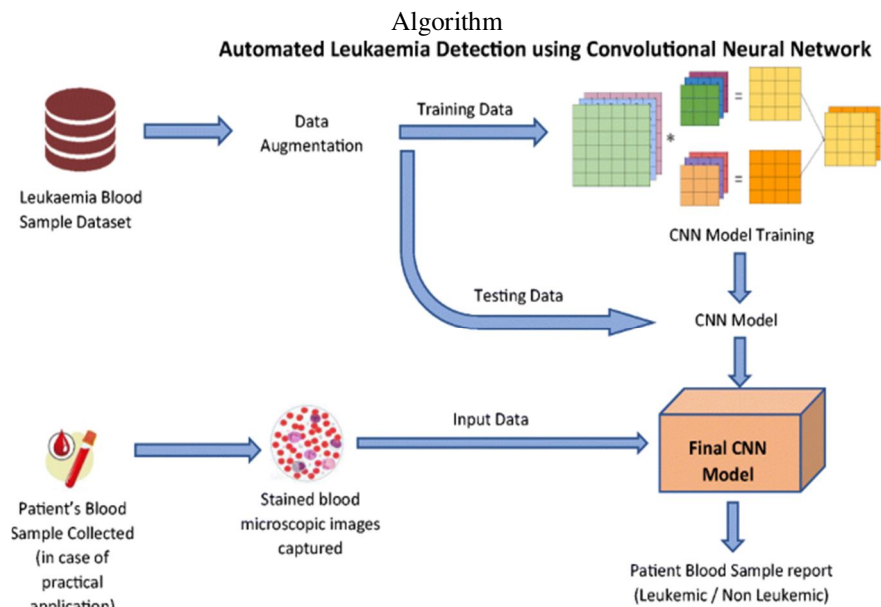 Algorithm
Automated Leukaemia Detection using Convolutional Neural Network
Training Data
=
*
=
Data
Augmentation
Leukaemia Blood
Sample Dataset
CNN Model Training
Testing Data
CNN Model
Input Data
Final CNN
Model
Patient's Blood
Sample Collected
(in case of
practical
application)
Stained blood
microscopic images
captured
Patient Blood Sample report
(Leukemic / Non Leukemic)